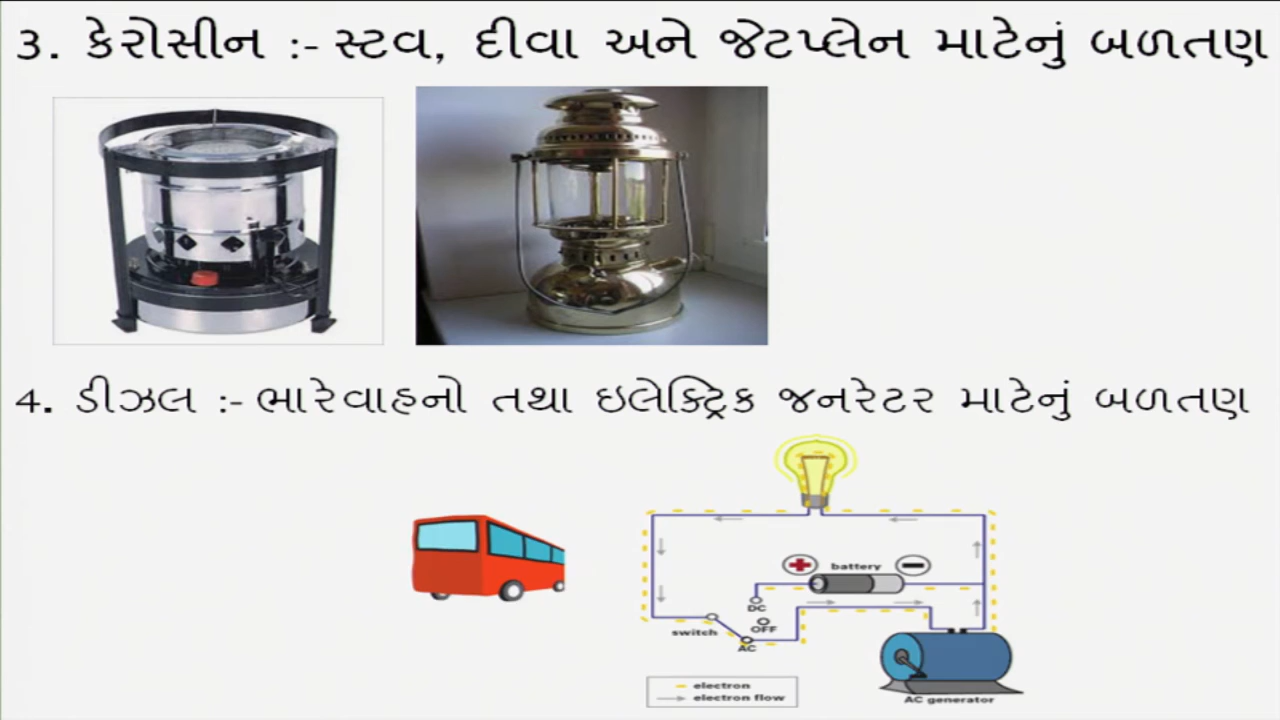 ૩. કેરોસીન :- સ્ટવ, દીવા અને જેટપ્લેન માટેનું બળતણ
4. ડીઝલ :- ભારેવાહનો તથા ઇલેક્ટ્રિક જનરેટર માટેનું બળતણ
battery
DC
OFF
switch
AC
electron
electron flow
AC generator